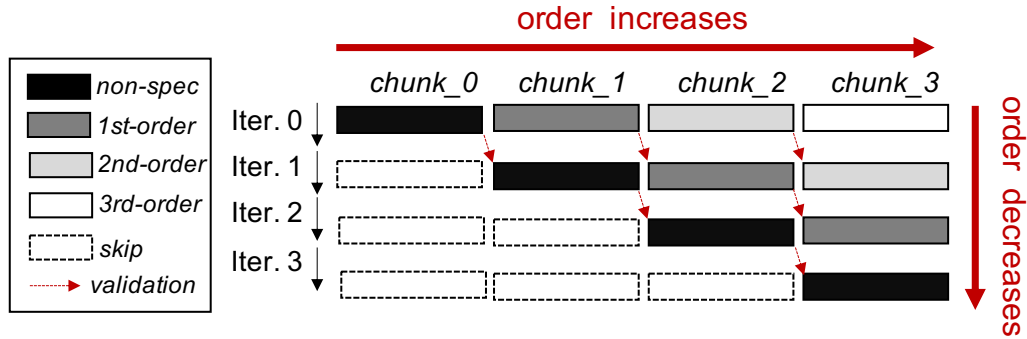 order increases
non-spec
1st-order
2nd-order
3rd-order
skip
validation
chunk_0 chunk_1 chunk_2 chunk_3
Iter. 0
Iter. 1
Iter. 2
Iter. 3
order decreases